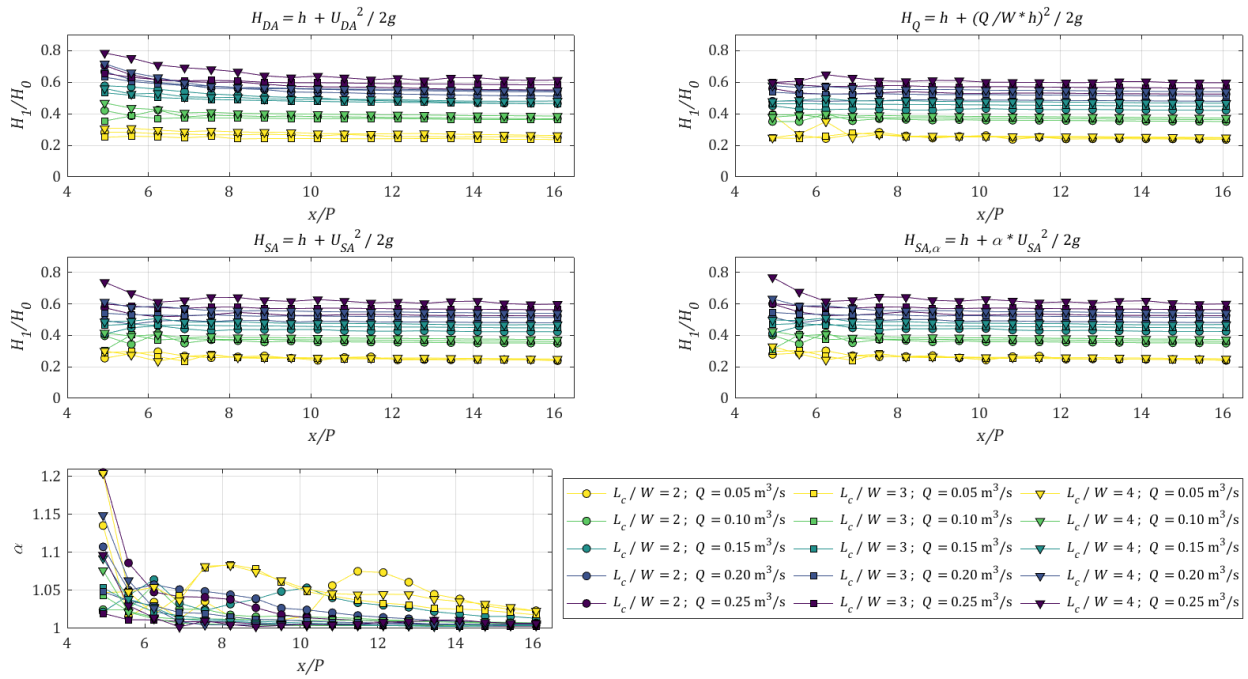 H_DA = h + U_DA^2 / 2g
H_1/H_0
0.8
0.6
0.4
0.2
0
4 6 8 10 12 14 16
x/P
H_Q = h + (Q/W*h)^2 / 2g
H_1/H_0
0.8
0.6
0.4
0.2
0
4 6 8 10 12 14 16
x/P
H_SA = h + U_SA^2 / 2g
H_1/H_0
0.8
0.6
0.4
0.2
0
4 6 8 10 12 14 16
x/P
H_SA,α = h + α* U_SA^2 / 2g
H_1/H_0
0.8
0.6
0.4
0.2
0
4 6 8 10 12 14 16
x/P
α
1.2
1.15
1.1
1.05
1
4 6 8 10 12 14 16
x/P
L_c / W = 2 ; Q = 0.05 m^3/s L_c / W = 3 ; Q = 0.05 m^3/s L_c / W = 4 ; Q = 0.05 m^3/s
L_c / W = 2 ; Q = 0.10 m^3/s L_c / W = 3 ; Q = 0.10 m^3/s L_c / W = 4 ; Q = 0.10 m^3/s
L_c / W = 2 ; Q = 0.15 m^3/s L_c / W = 3 ; Q = 0.15 m^3/s L_c / W = 4 ; Q = 0.15 m^3/s
L_c / W = 2 ; Q = 0.20 m^3/s L_c / W = 3 ; Q = 0.20 m^3/s L_c / W = 4 ; Q = 0.20 m^3/s
L_c / W = 2 ; Q = 0.25 m^3/s L_c / W = 3 ; Q = 0.25 m^3/s L_c / W = 4 ; Q = 0.25 m^3/s